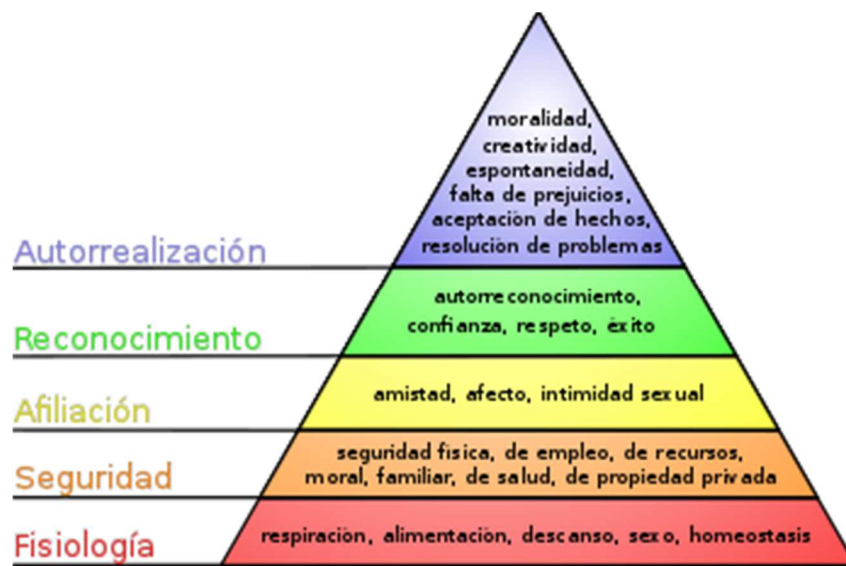 moralidad,
creatividad,
espontaneidad,
falta de prejuicios,
aceptación de hechos,
resolución de problemas
Autorrealización
autorreconocimiento,
confianza, respeto, éxito
Reconocimiento
amistad, afecto, intimidad sexual
Afiliación
seguridad física, de empleo, de recursos,
moral, familiar, de salud, de propiedad privada
Seguridad
respiración, alimentación, descanso, sexo, homeostasis
Fisiología